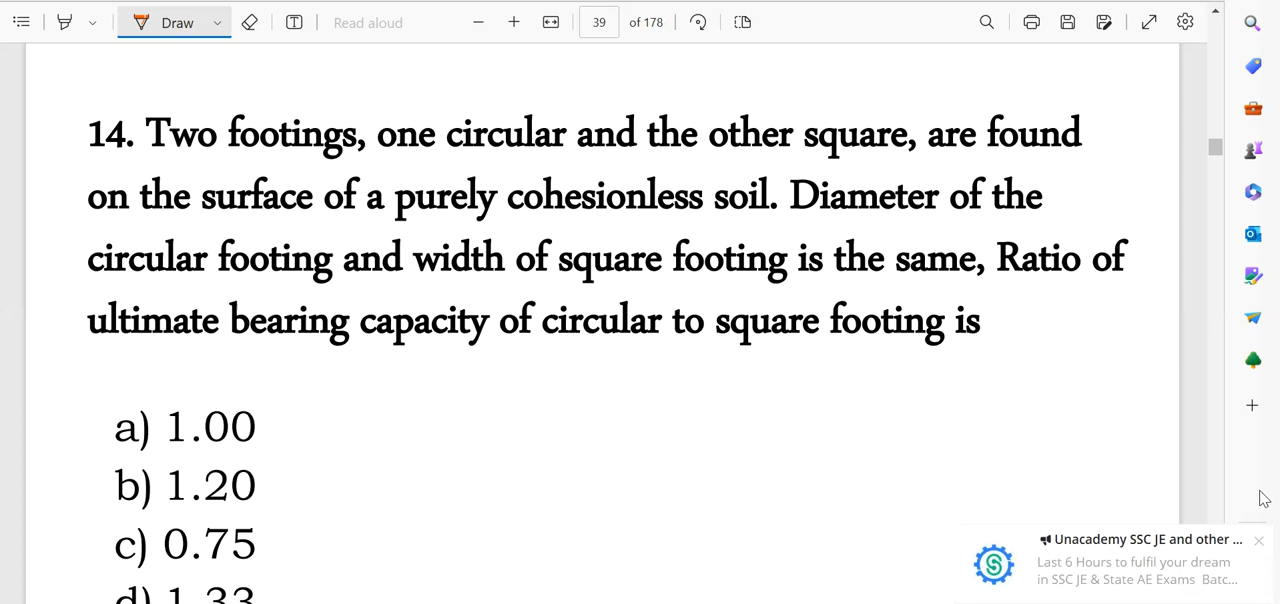 Draw
Read aloud
39
of 178
14. Two footings, one circular and the other square, are found
on the surface of a purely cohesionless soil. Diameter of the
circular footing and width of square footing is the same, Ratio of
ultimate bearing capacity of circular to square footing is
a) 1.00
b) 1.20
c) 0.75
d) 1.33
Unacademy SSC JE and other ...
Last 6 Hours to fulfil your dream
in SSC JE & State AE Exams Batc...